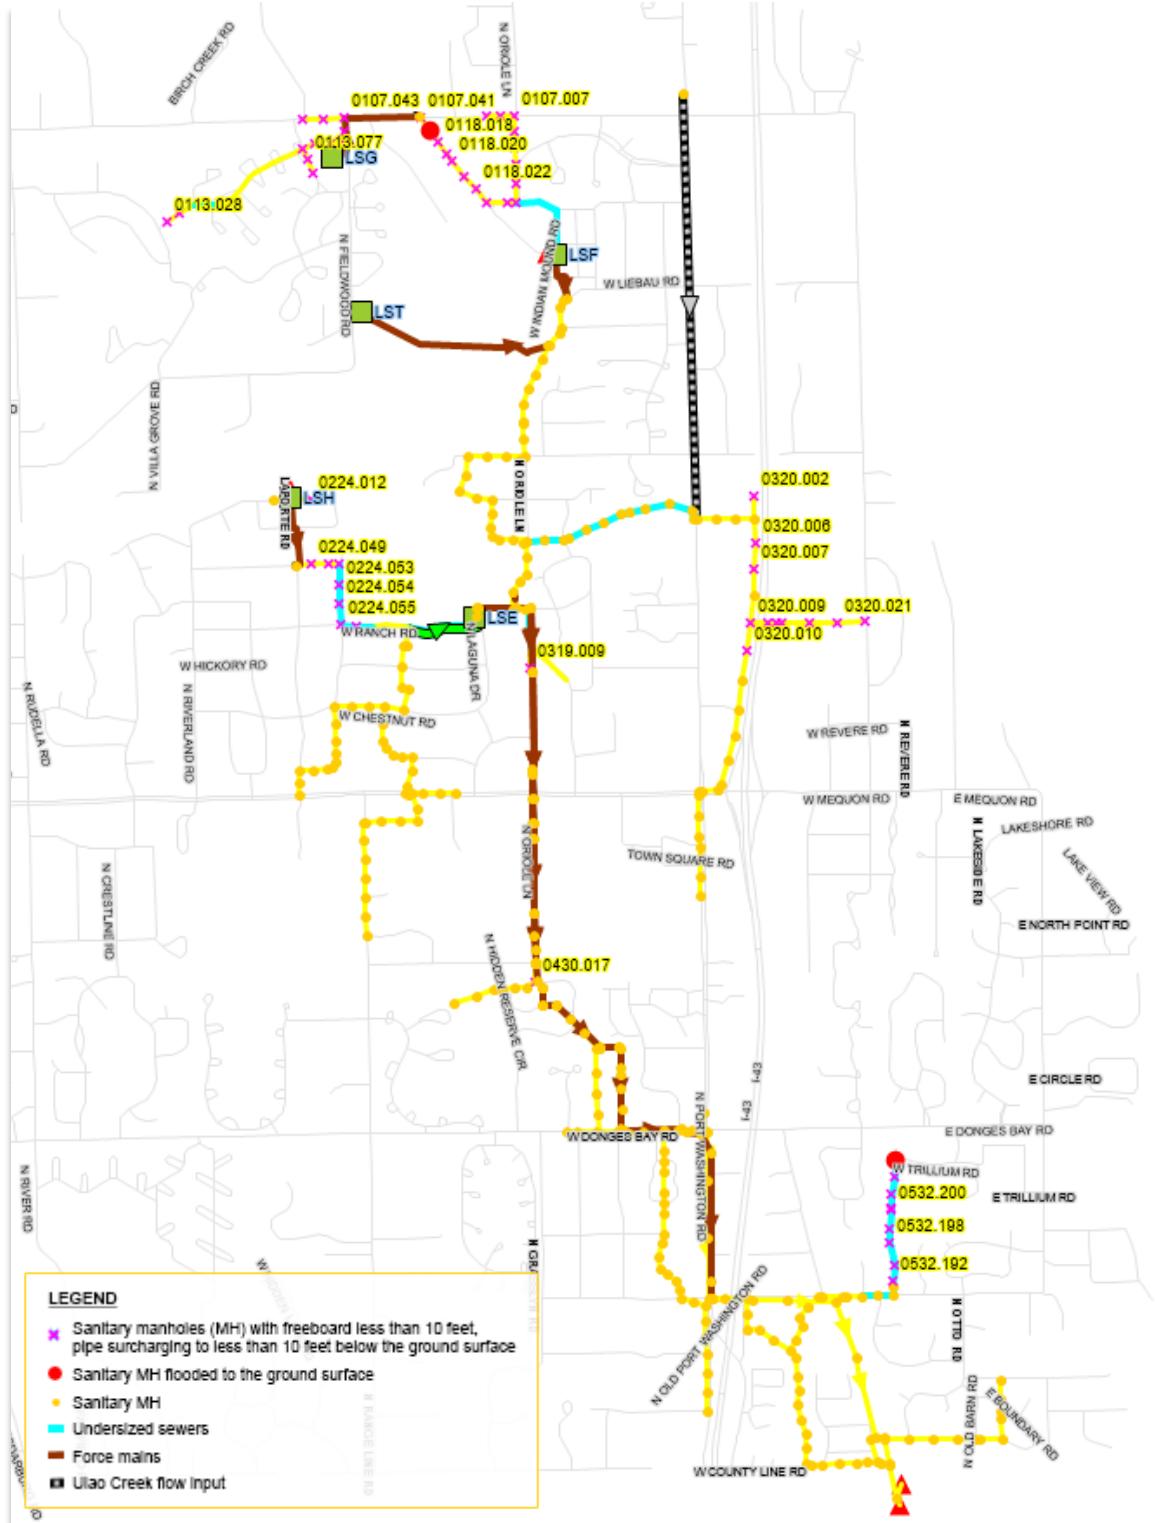 BIRCH CREEK RD
N ORIOLE LN
0107.043
0107.041
0107.007
0118.018
0113.077
0118.020
LSG
0118.022
0113.028
N FIELDWOOD RD
LSF
W LIEBAU RD
LST
N VILLA GROVE RD
N ORIOLE LN
0224.012
LSH
LAPORTE RD
0320.002
0320.006
0224.049
0320.007
0224.053
0224.054
0224.055
0320.009
0320.021
0320.010
W RANCH RD
LSE
N LAGUNA DR
0319.009
W HICKORY RD
N RUDELLA RD
N RIVERLAND RD
W CHESTNUT RD
W REVERE RD
N REVERE RD
W MEQUON RD
E MEQUON RD
LAKESHORE RD
N LAKESIDE RD
LAKE VIEW RD
N ORIOLE LN
TOWN SQUARE RD
N CRESTLINE RD
E NORTH POINT RD
0430.017
N HIDDEN RESERVE CIR
I-43
I-43
E CIRCLE RD
N PORT WASHINGTON RD
W DONGES BAY RD
E DONGES BAY RD
N RIVER RD
W TRILLIUM RD
0532.200
E TRILLIUM RD
0532.198
0532.192
N OLD PORT WASHINGTON RD
N OTTO RD
N OLD BARN RD
E BOUNDARY RD
W COUNTY LINE RD
N RANGE LINE RD
LEGEND
Sanitary manholes (MH) with freeboard less than 10 feet,
pipe surcharging to less than 10 feet below the ground surface
Sanitary MH flooded to the ground surface
Sanitary MH
Undersized sewers
Force mains
Ulao Creek flow input